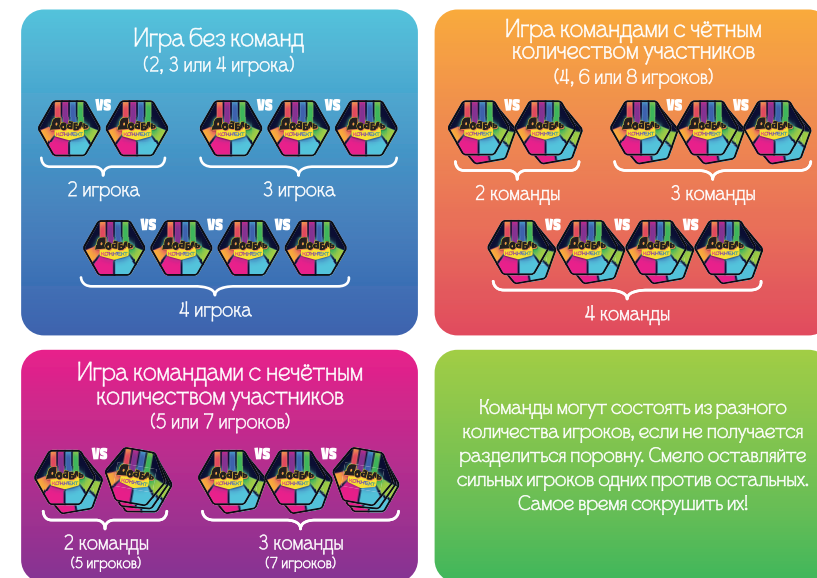 Игра без команд
(2, 3 или 4 игрока)
VS
2 игрока
VS VS
3 игрока
VS VS VS
4 игрока
Игра командами с чётным
количеством участников
(4, 6 или 8 игроков)
VS
2 команды
VS VS
3 команды
VS VS VS
4 команды
Игра командами с нечётным
количеством участников
(5 или 7 игроков)
VS
2 команды
(5 игроков)
VS VS
3 команды
(7 игроков)
Команды могут состоять из разного
количества игроков, если не получается
разделиться поровну. Смело оставляйте
сильных игроков одних против остальных.
Самое время сокрушить их!